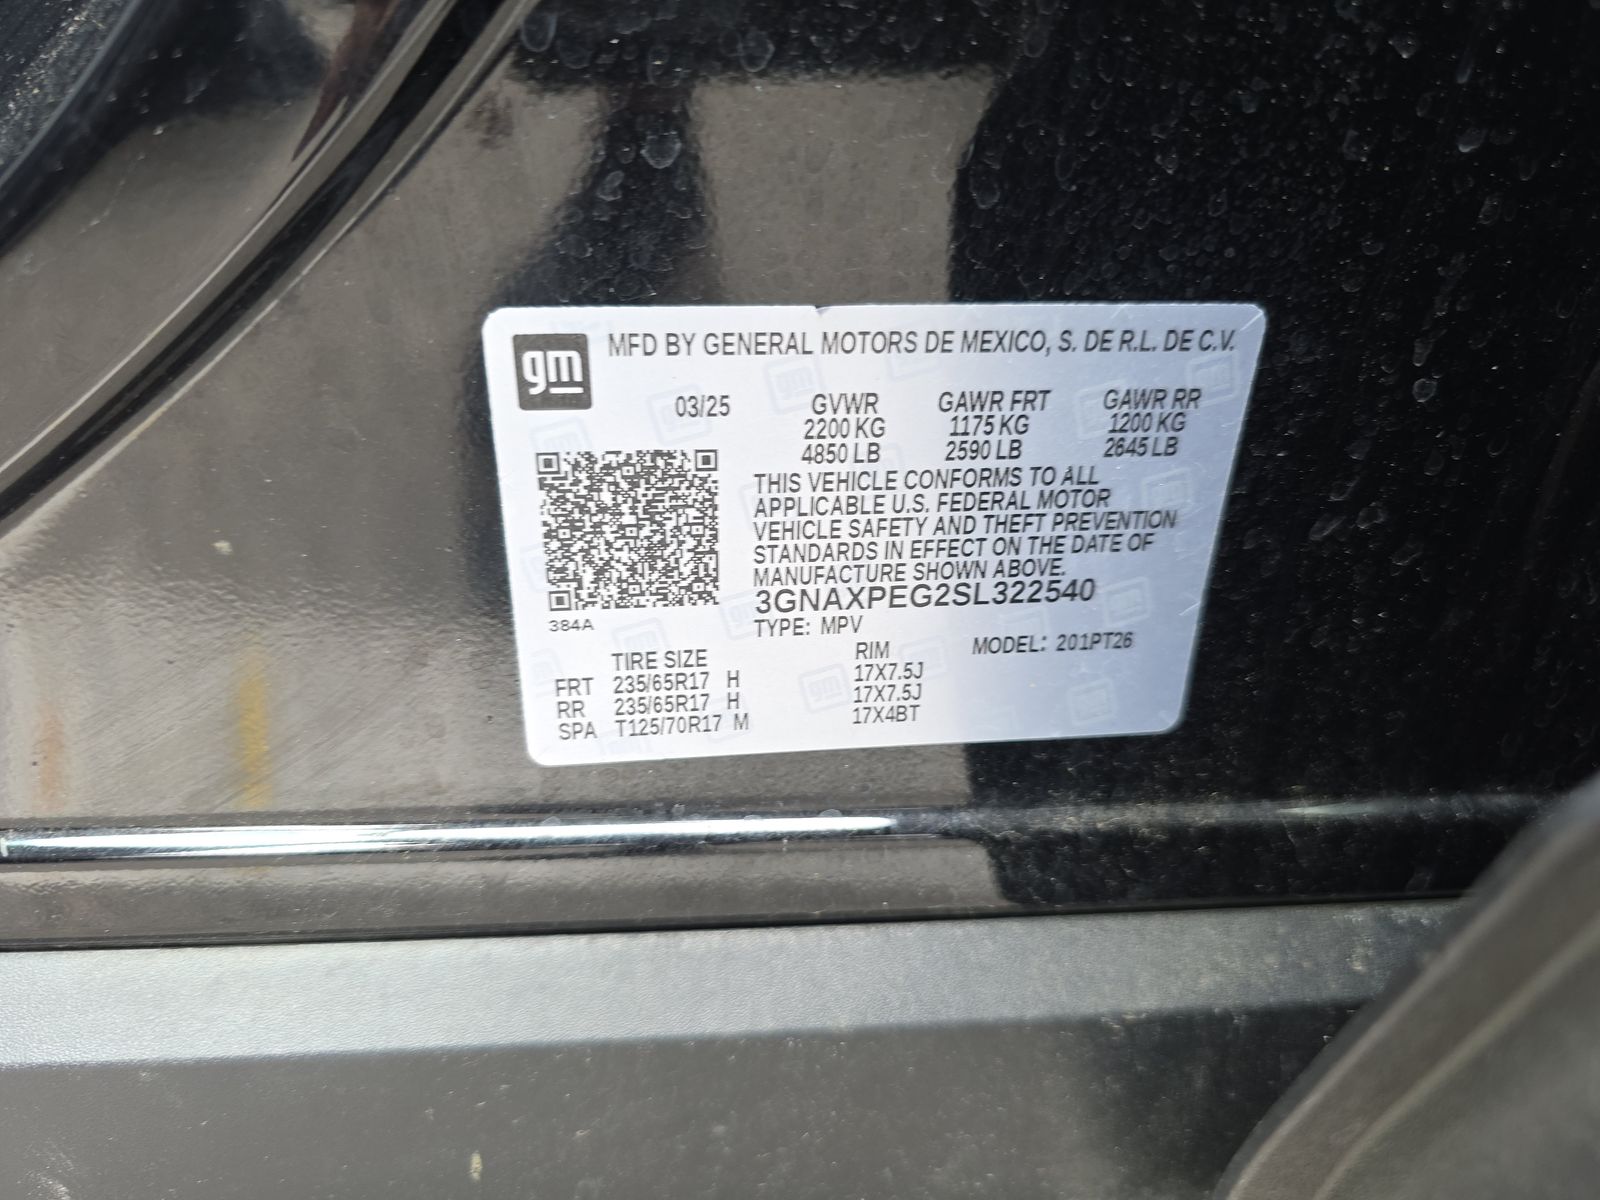 gm MFD BY GENERAL MOTORS DE MEXICO, S. DE R.L. DE C.V.
03/25 GVWR GAWR FRT GAWR RR
2200 KG 1175 KG 1200 KG
4850 LB 2590 LB 2645 LB
THIS VEHICLE CONFORMS TO ALL
APPLICABLE U.S. FEDERAL MOTOR
VEHICLE SAFETY AND THEFT PREVENTION
STANDARDS IN EFFECT ON THE DATE OF
MANUFACTURE SHOWN ABOVE.
3GNAXPEG2SL322540
384A
TYPE: MPV
MODEL: 201PT26
TIRE SIZE RIM
FRT 235/65R17 H 17X7.5J
RR 235/65R17 H 17X7.5J
SPA T125/70R17 M 17X4BT